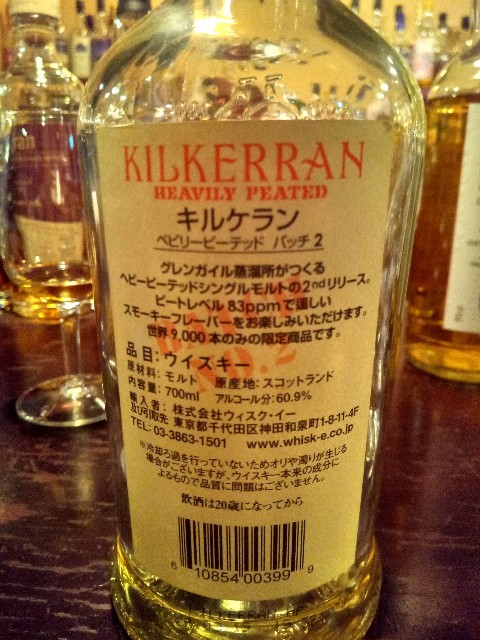 KILKERRAN
HEAVILY PEATED
キルケラン
ヘビリーピーテッド バッチ 2
グレンガイル蒸溜所がつくる
ヘビーピーテッドシングルモルトの2ndリリース。
ピートレベル 83ppmで逞しい
スモーキーフレーバーをお楽しみいただけます。
世界 9,000 本のみの限定商品です。
品目: ウイスキー
原材料: モルト 原産地: スコットランド
内容量: 700ml アルコール分: 60.9%
輸入者: 株式会社ウィスク・イー
及び引取先 東京都千代田区神田和泉町1-8-11-4F
TEL: 03-3863-1501 www.whisk-e.co.jp
※冷却ろ過を行っていないためオリや濁りが生じる
場合がございますが、ウイスキー本来の成分に
よるもので品質に問題はございません。
飲酒は20歳になってから
6 10854 00399 9